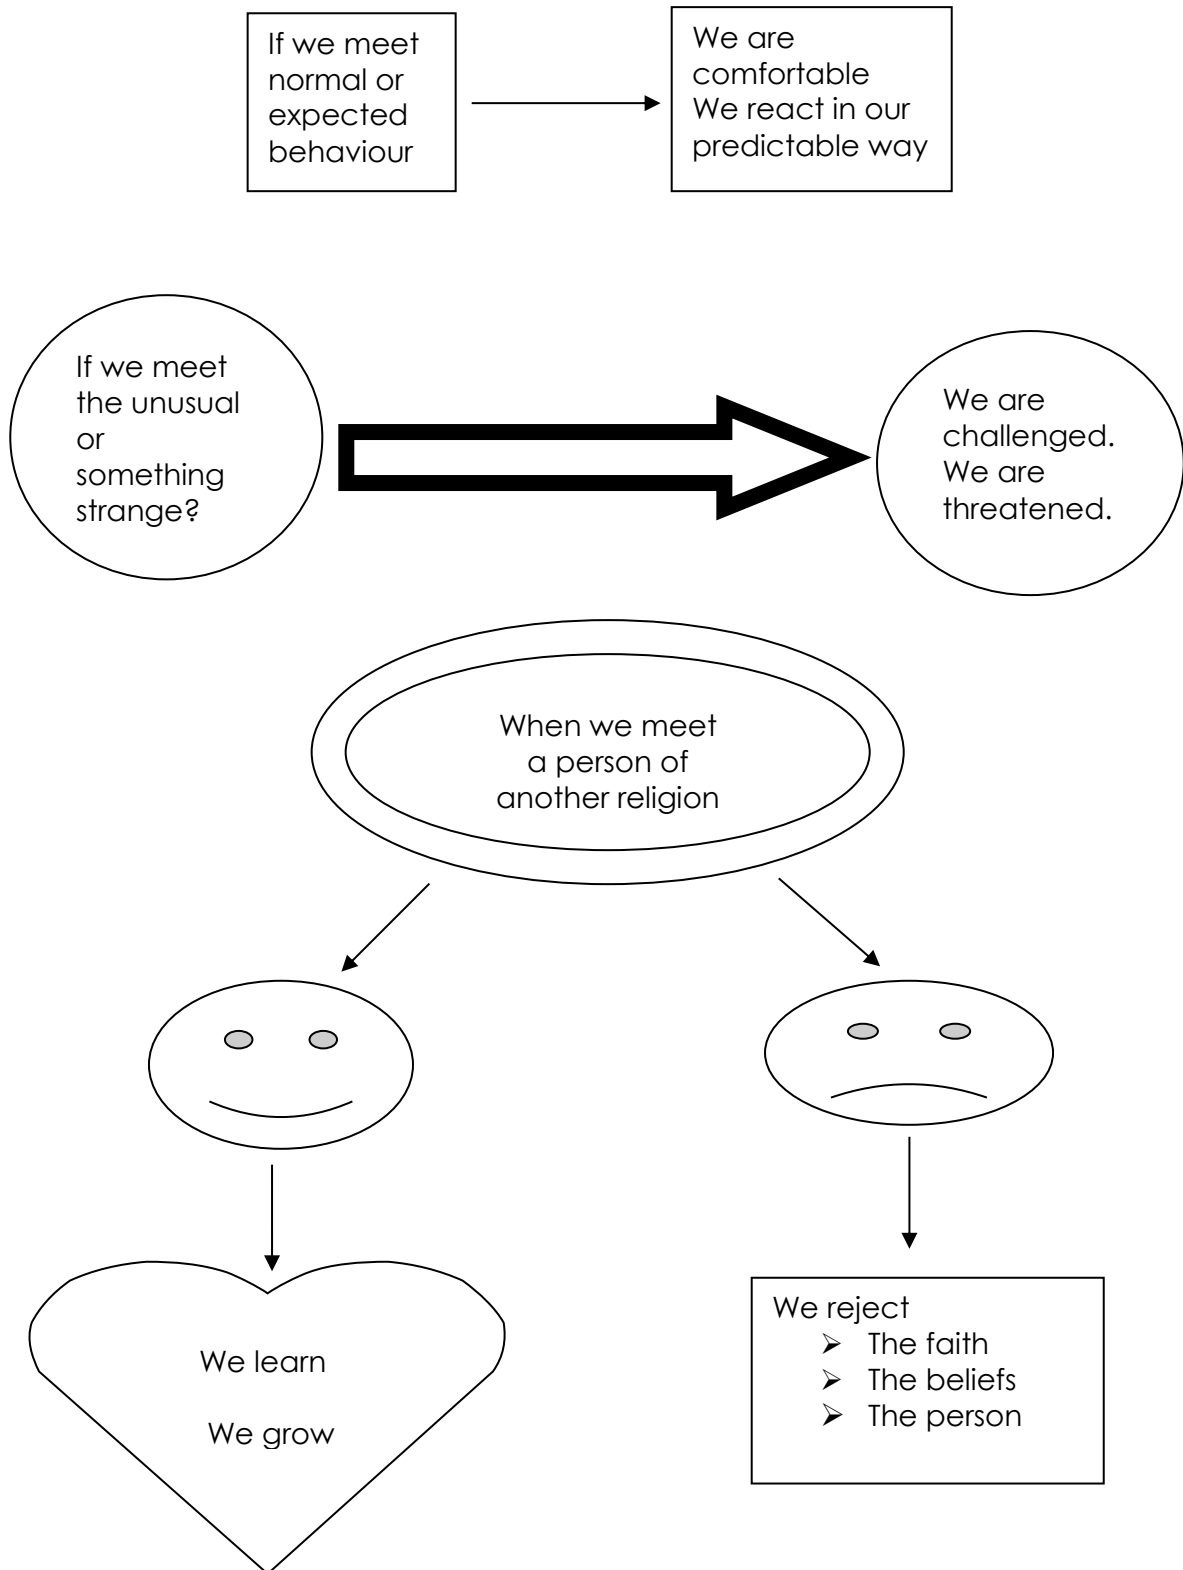 If we meet
normal or
expected
behaviour
We are
comfortable
We react in our
predictable way
If we meet
the unusual
or
something
strange?
We are
challenged.
We are
threatened.
When we meet
a person of
another religion
We learn
We grow
We reject
➢ The faith
➢ The beliefs
➢ The person